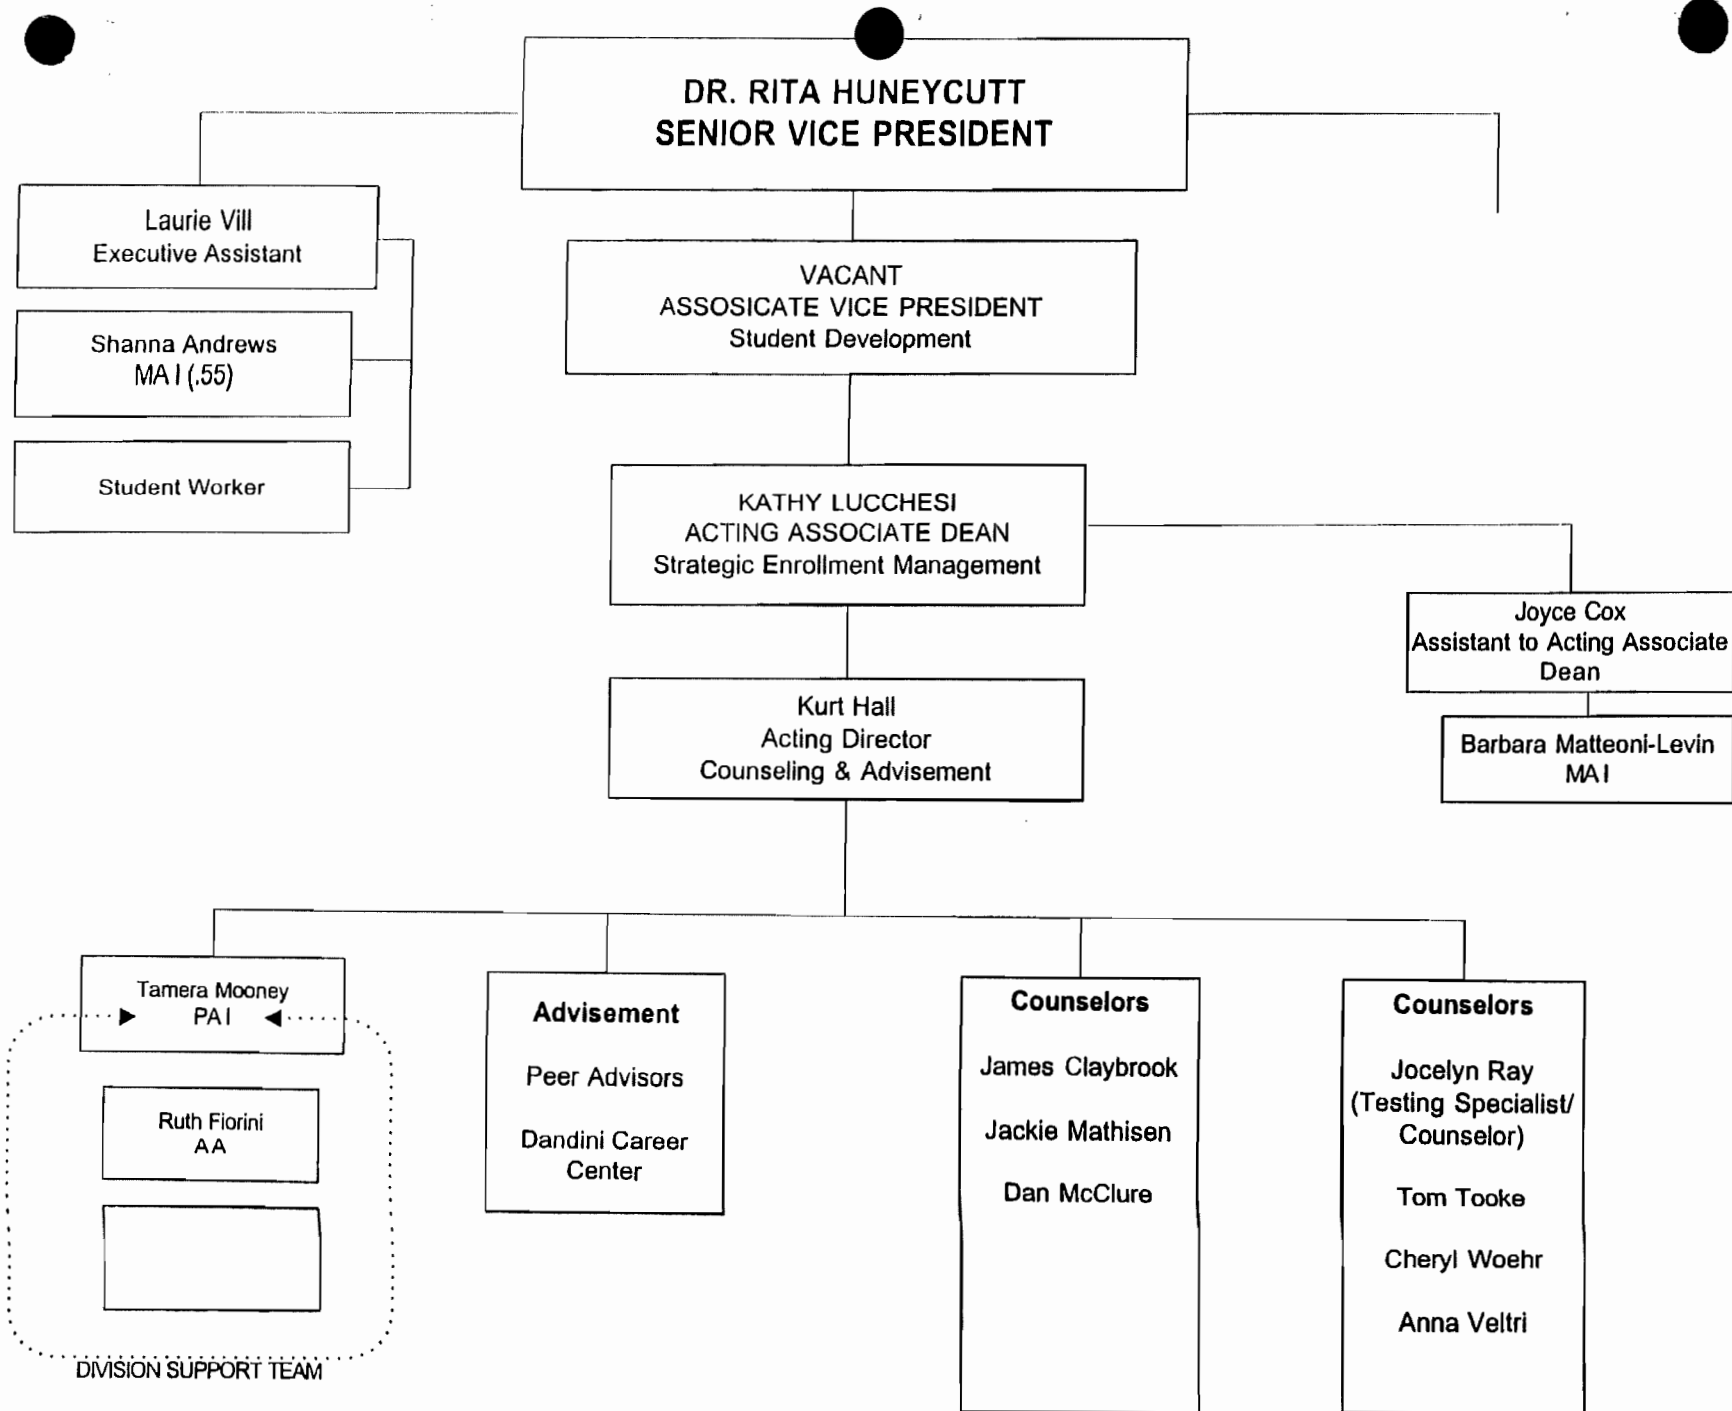 DR. RITA HUNEYCUTT
SENIOR VICE PRESIDENT
Laurie Vill
Executive Assistant
Shanna Andrews
MA I (.55)
Student Worker
VACANT
ASSOSICATE VICE PRESIDENT
Student Development
KATHY LUCCHESI
ACTING ASSOCIATE DEAN
Strategic Enrollment Management
Joyce Cox
Assistant to Acting Associate
Dean
Barbara Matteoni-Levin
MA I
Kurt Hall
Acting Director
Counseling & Advisement
Tamera Mooney
PA I
Ruth Fiorini
AA
DIVISION SUPPORT TEAM
Advisement
Peer Advisors
Dandini Career
Center
Counselors
James Claybrook
Jackie Mathisen
Dan McClure
Counselors
Jocelyn Ray
(Testing Specialist/
Counselor)
Tom Tooke
Cheryl Woehr
Anna Veltri